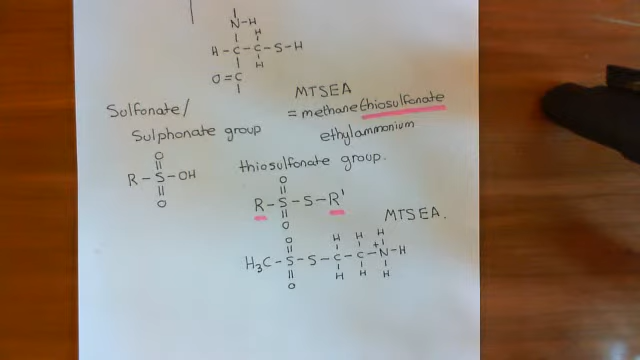 N-H
H
H-C-C-S-H
H
O=C
MTSEA
= methanethiosulfonate
ethylammonium
Sulfonate/
Sulphonate group
O
R-S-OH
O
thiosulfonate group.
O
R-S-S-R'
O
MTSEA.
O H H H
H₃C-S-S-C-C-N⁺-H
O H H H